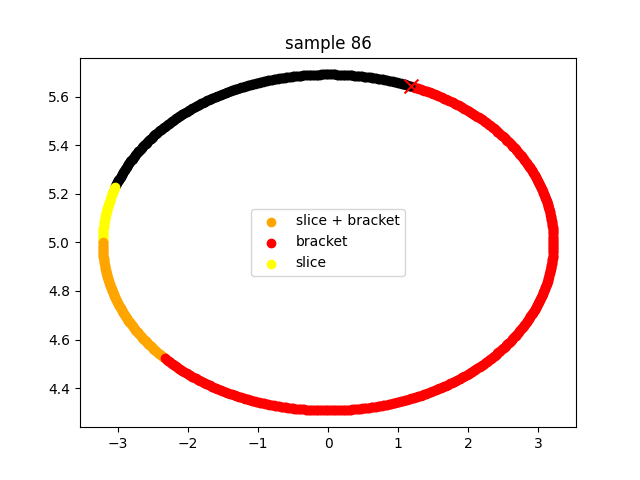 sample 86
5.6
5.4
5.2
5.0
4.8
4.6
4.4
slice + bracket
bracket
slice
−3 −2 −1 0 1 2 3